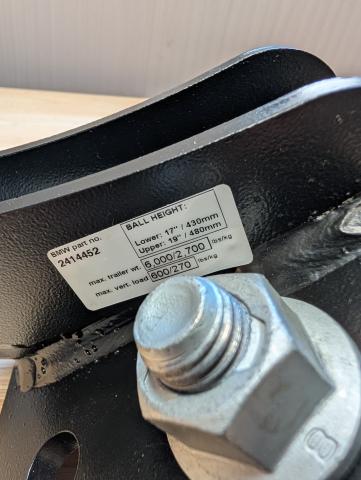 BMW part no.
2414452
BALL HEIGHT:
Lower: 17" / 430mm
Upper: 19" / 480mm
max. trailer wt. 6,000/2,700 lbs/kg
max. vert. load 600/270 lbs/kg
8